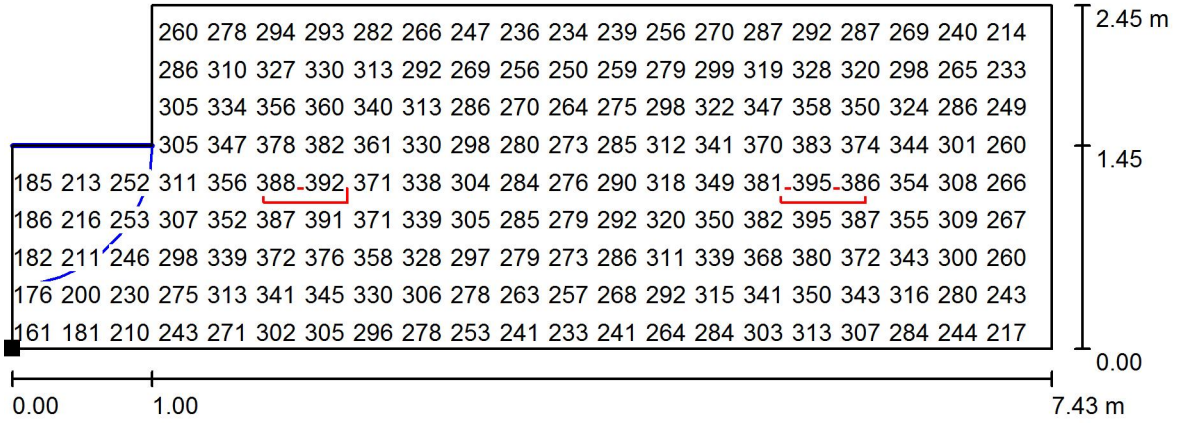 260 278 294 293 282 266 247 236 234 239 256 270 287 292 287 269 240 214
2.45 m
286 310 327 330 313 292 269 256 250 259 279 299 319 328 320 298 265 233
305 334 356 360 340 313 286 270 264 275 298 322 347 358 350 324 286 249
305 347 378 382 361 330 298 280 273 285 312 341 370 383 374 344 301 260
1.45
185 213 252 311 356 388 392 371 338 304 284 276 290 318 349 381 395 386 354 308 266
186 216 253 307 352 387 391 371 339 305 285 279 292 320 350 382 395 387 355 309 267
182 211 246 298 339 372 376 358 328 297 279 273 286 311 339 368 380 372 343 300 260
176 200 230 275 313 341 345 330 306 278 263 257 268 292 315 341 350 343 316 280 243
161 181 210 243 271 302 305 296 278 253 241 233 241 264 284 303 313 307 284 244 217
0.00
0.00 1.00 7.43 m